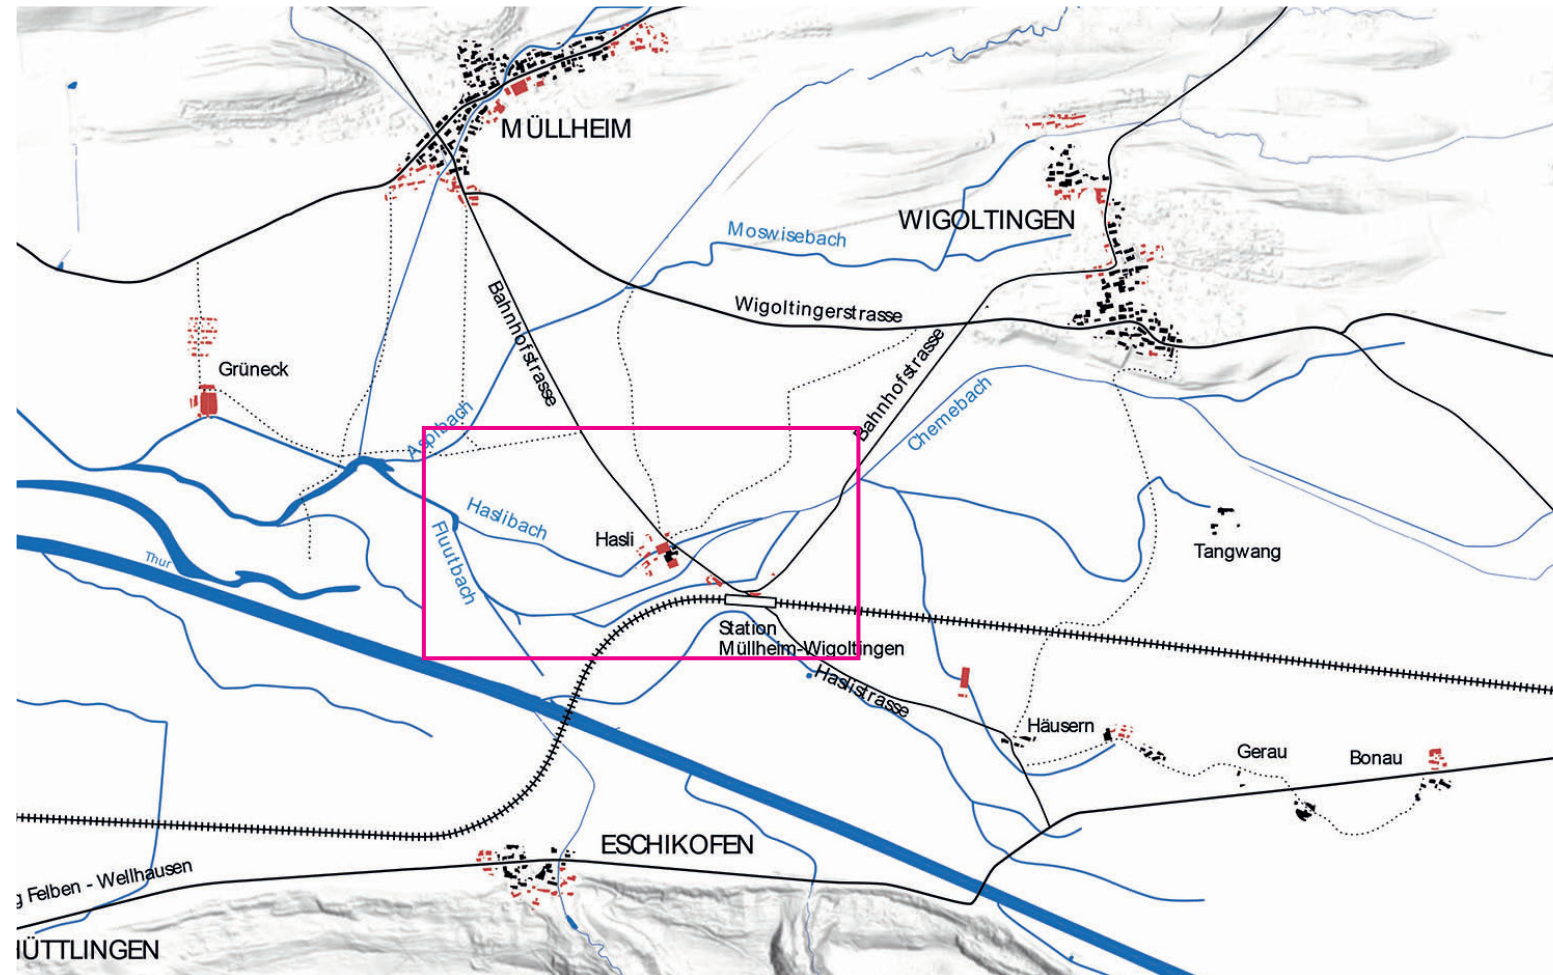 MÜLLHEIM
WIGOLTINGEN
Moswisebach
Bahnhofstrasse
Wigoltingerstrasse
Bahnhofstrasse
Grüneck
Chemebach
Asplbach
Haslibach
Hasli
Fluutbach
Thur
Tangwang
Station
Müllheim-Wigoltingen
Haslistrasse
Häusern
Gerau
Bonau
ESCHIKOFEN
g Felben - Wellhausen
ÜTTLINGEN